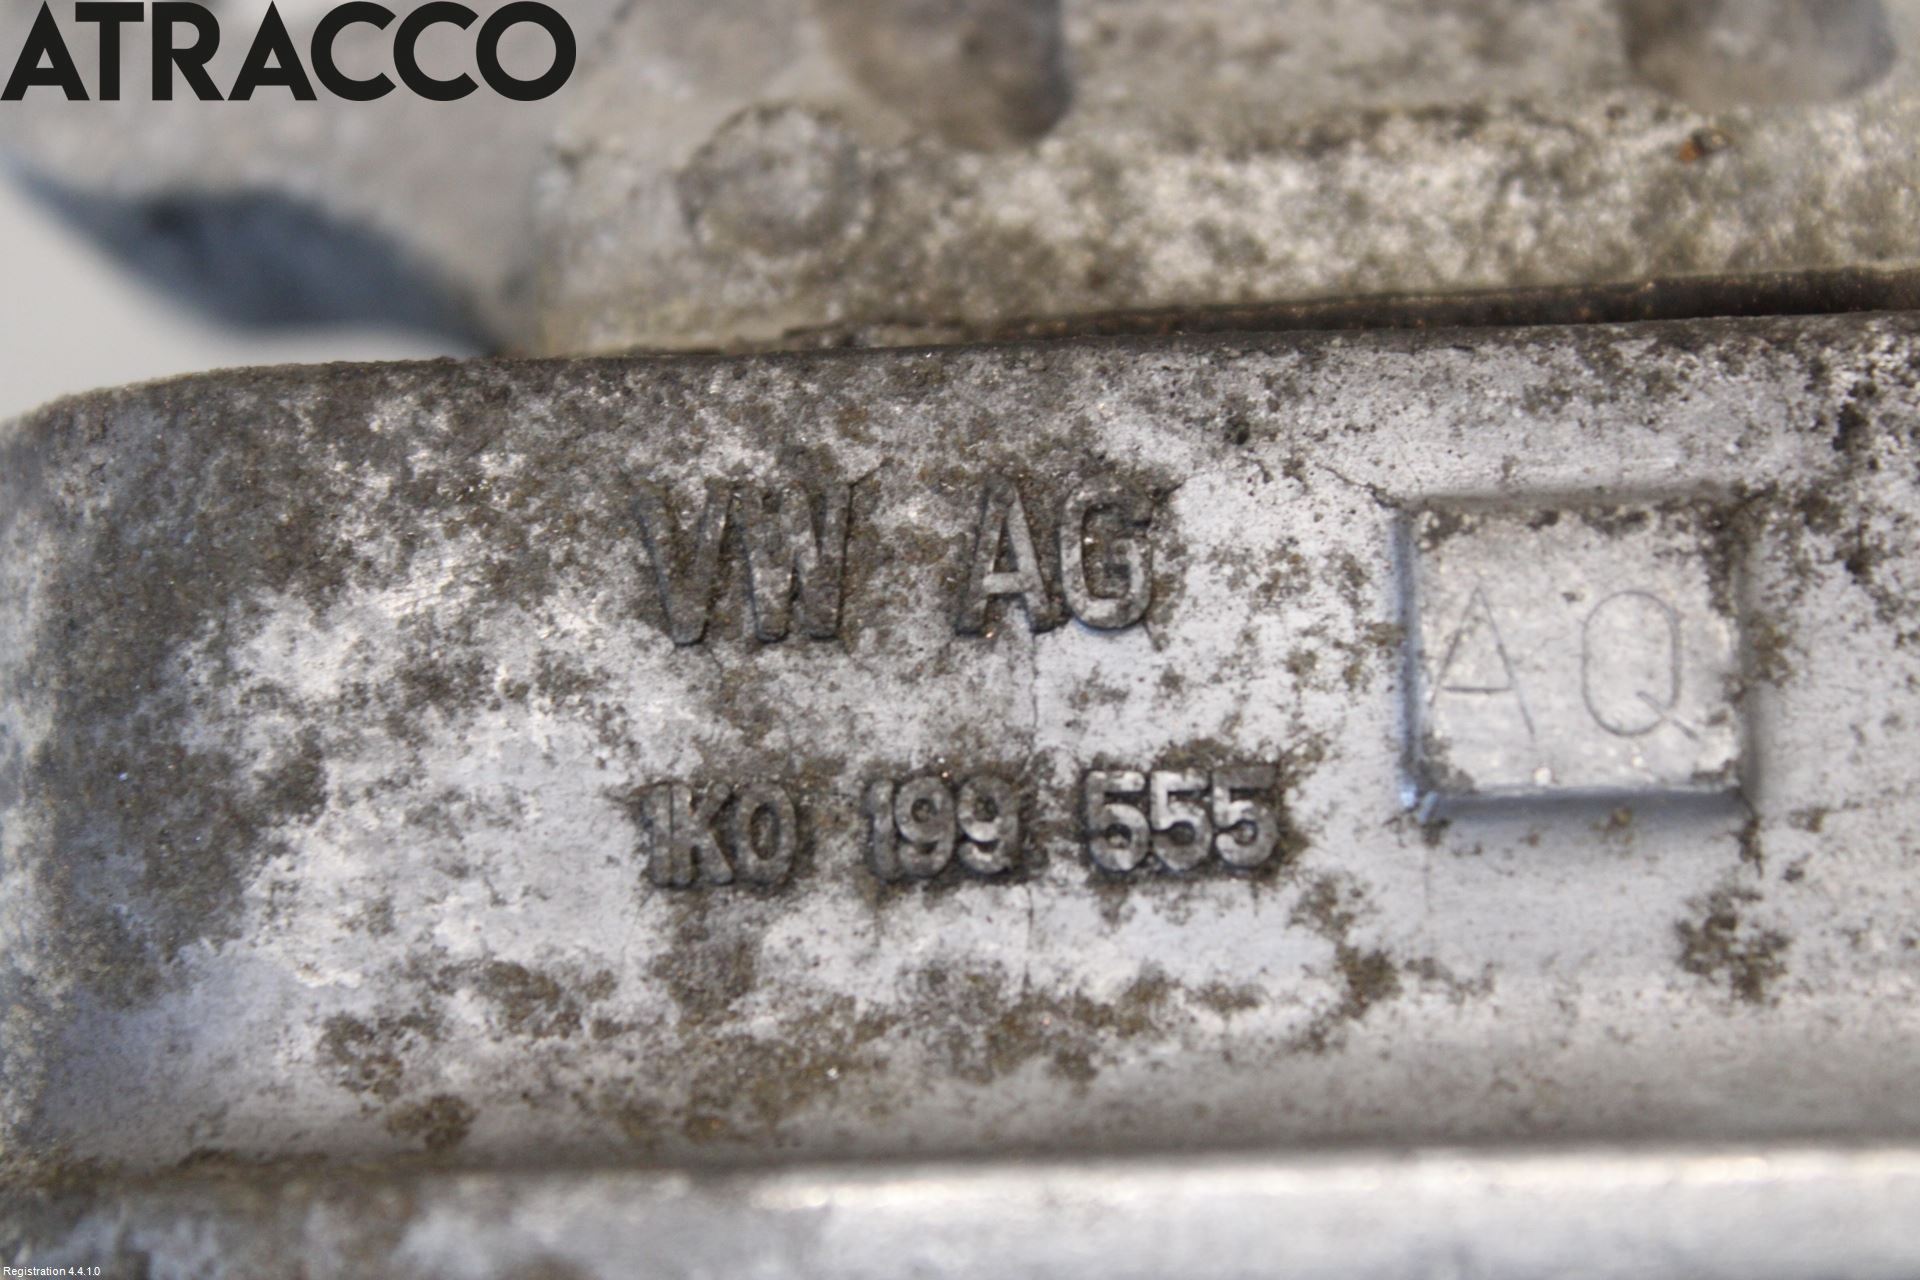 ATRACCO
VW AG
AQ
1K0 199 555
Registration 4.4.1.0